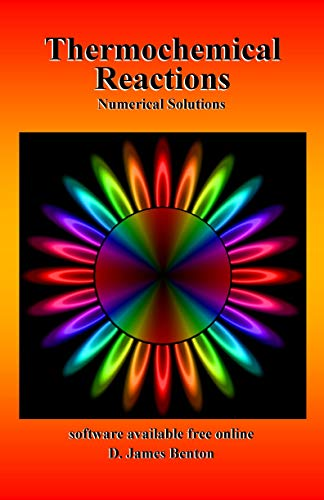 Thermochemical
Reactions
Numerical Solutions
software available free online
D. James Benton